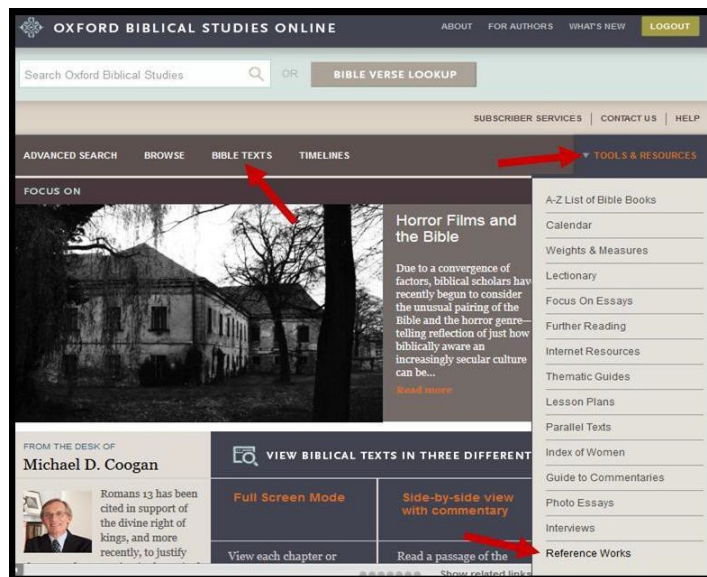 OXFORD BIBLICAL STUDIES ONLINE
ABOUT FOR AUTHORS WHAT'S NEW LOGOUT
Search Oxford Biblical Studies OR BIBLE VERSE LOOKUP
SUBSCRIBER SERVICES | CONTACT US | HELP
ADVANCED SEARCH BROWSE BIBLE TEXTS TIMELINES TOOLS & RESOURCES
FOCUS ON
Horror Films and
the Bible
Due to a convergence of
factors, biblical scholars hav
recently begun to consider
the unusual pairing of the
Bible and the horror genre—
telling reflection of just how
biblically aware an
increasingly secular culture
can be...
Read more
A-Z List of Bible Books
Calendar
Weights & Measures
Lectionary
Focus On Essays
Further Reading
Internet Resources
Thematic Guides
Lesson Plans
Parallel Texts
Index of Women
Guide to Commentaries
Photo Essays
Interviews
Reference Works
FROM THE DESK OF
Michael D. Coogan
Romans 13 has been
cited in support of
the divine right of
kings, and more
recently, to justify
VIEW BIBLICAL TEXTS IN THREE DIFFERENT
Full Screen Mode
View each chapter or
Side-by-side view
with commentary
Read a passage of the
Show related links